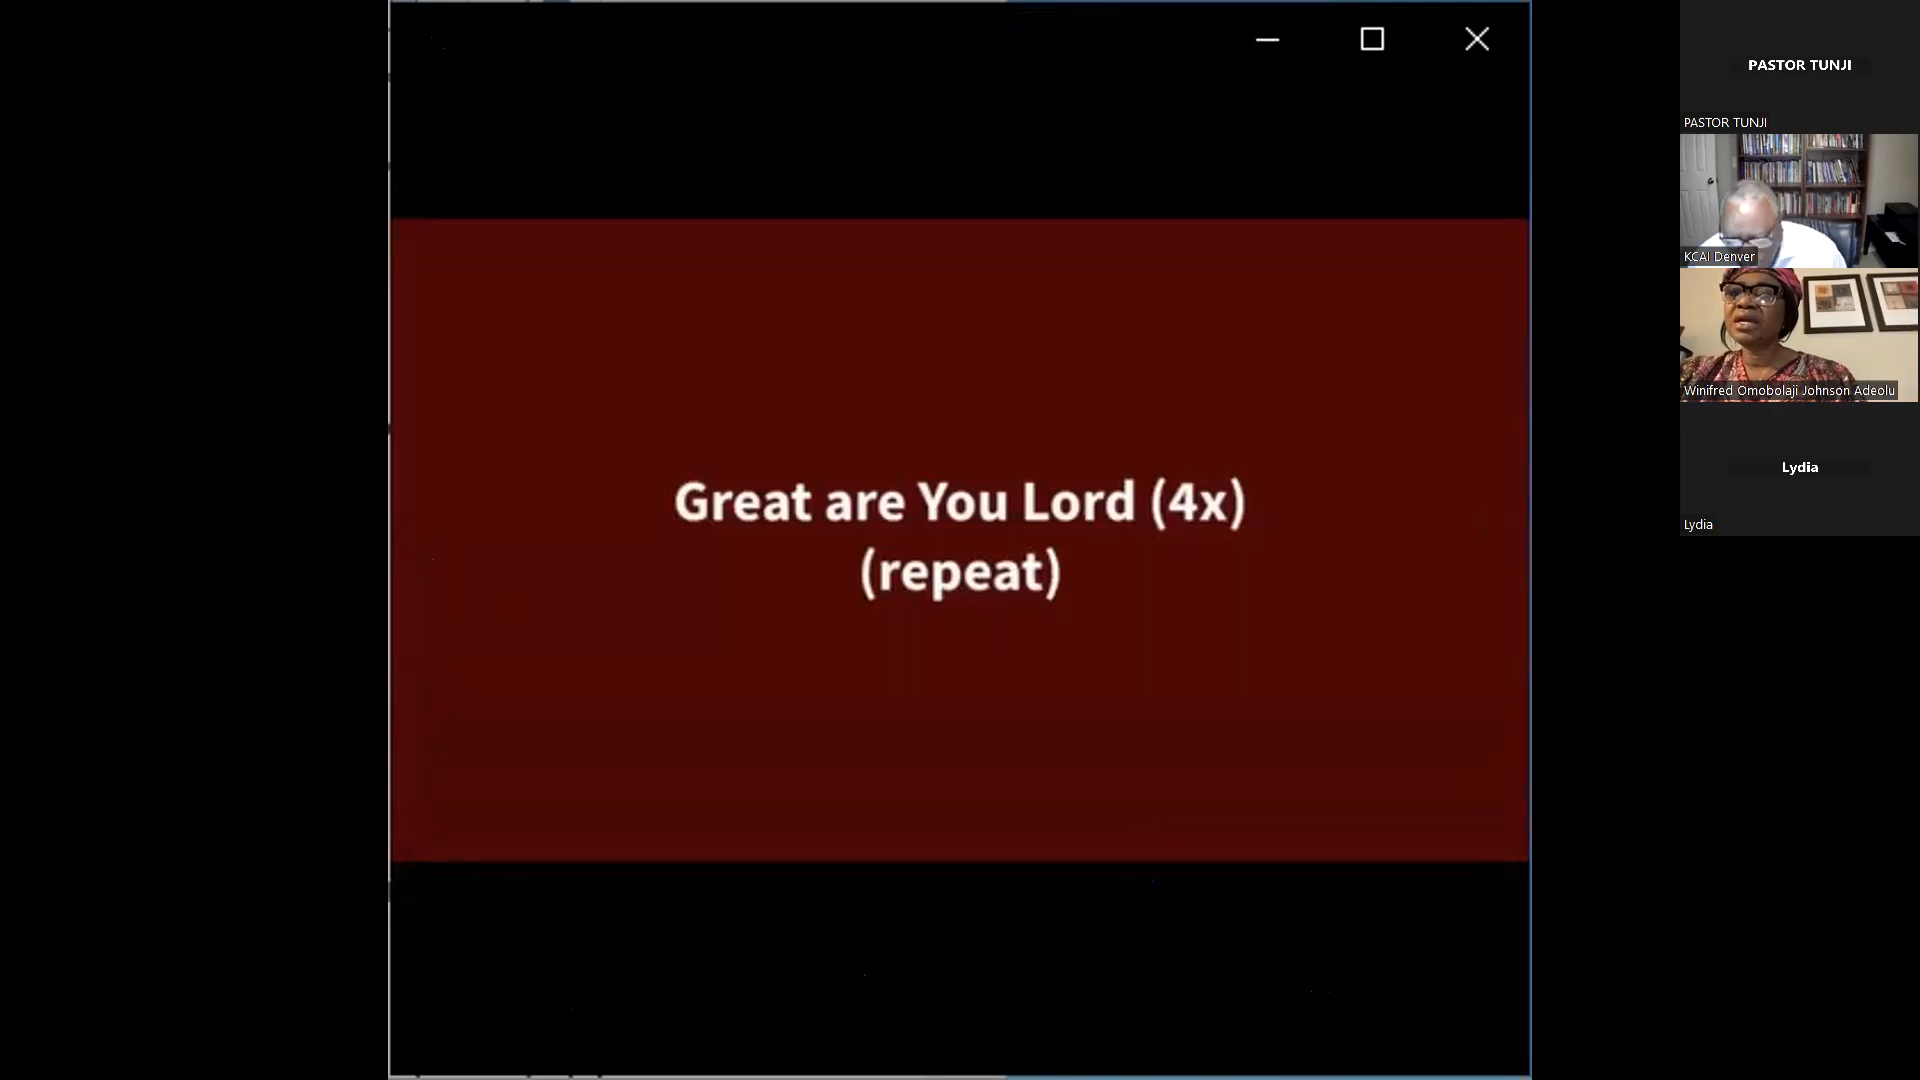 Great are You Lord (4x)
(repeat)
PASTOR TUNJI
PASTOR TUNJI
KCAI Denver
Winifred Omobolaji Johnson Adeolu
Lydia
Lydia